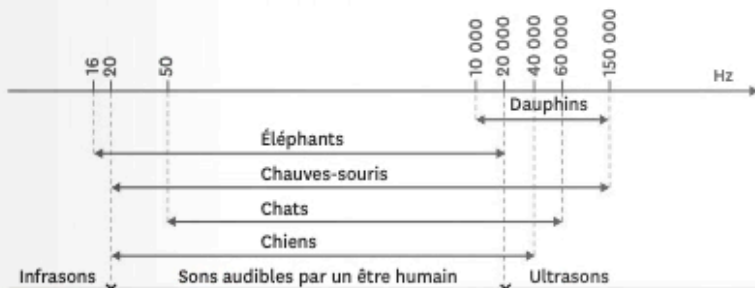 16 20 50 10 000 20 000 40 000 60 000 150 000
Hz
Dauphins
Éléphants
Chauves-souris
Chats
Chiens
Infrasons Sons audibles par un être humain Ultrasons